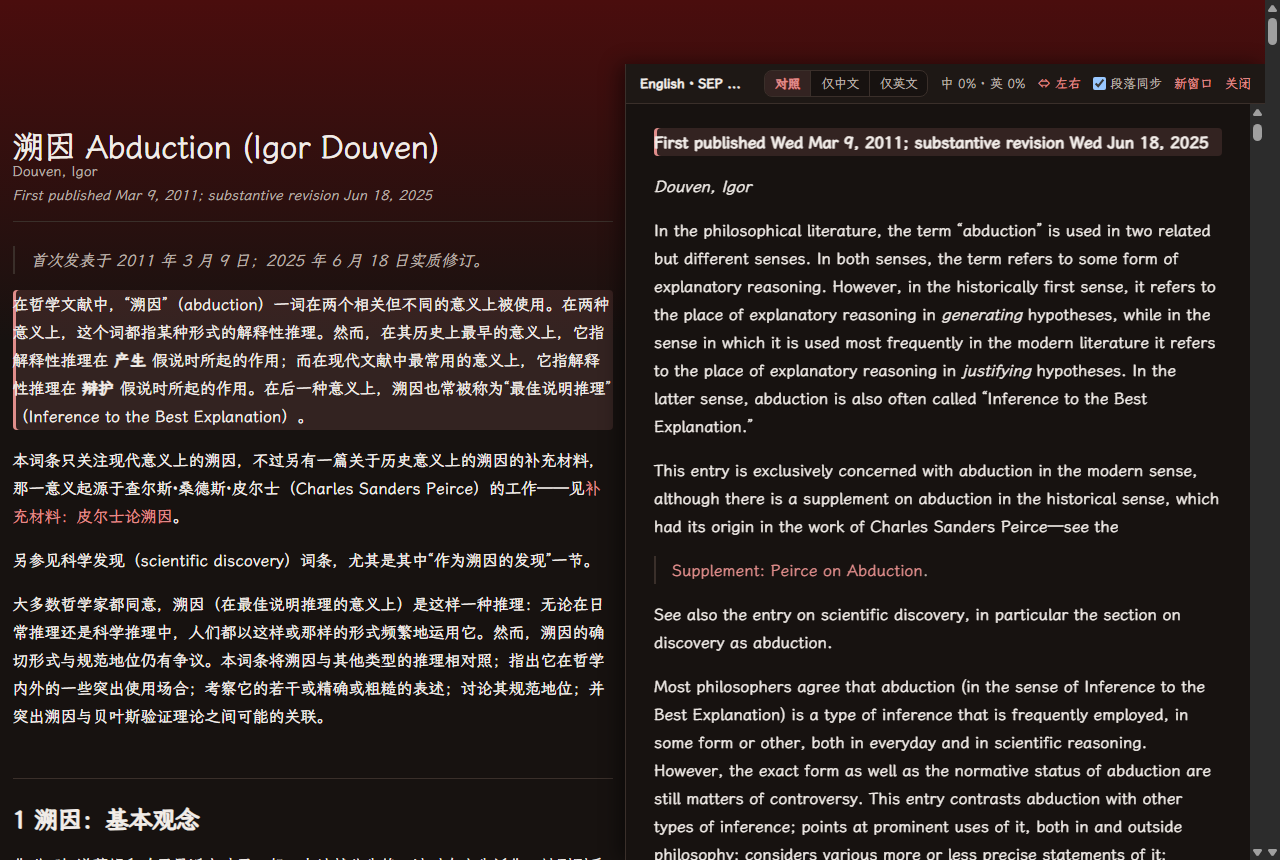 溯因 Abduction (Igor Douven)
Douven, Igor
First published Mar 9, 2011; substantive revision Jun 18, 2025
首次发表于 2011 年 3 月 9 日；2025 年 6 月 18 日实质修订。
在哲学文献中，“溯因”（abduction）一词在两个相关但不同的意义上被使用。在两种
意义上，这个词都指某种形式的解释性推理。然而，在其历史上最早的意义上，它指
解释性推理在 产生 假说时所起的作用；而在现代文献中最常用的意义上，它指解释
性推理在 辩护 假说时所起的作用。在后一种意义上，溯因也常被称为“最佳说明推理”
（Inference to the Best Explanation）。
本词条只关注现代意义上的溯因，不过另有一篇关于历史意义上的溯因的补充材料，
那一意义起源于查尔斯·桑德斯·皮尔士（Charles Sanders Peirce）的工作——见补
充材料：皮尔士论溯因。
另参见科学发现（scientific discovery）词条，尤其是其中“作为溯因的发现”一节。
大多数哲学家都同意，溯因（在最佳说明推理的意义上）是这样一种推理：无论在日
常推理还是科学推理中，人们都以这样或那样的形式频繁地运用它。然而，溯因的确
切形式与规范地位仍有争议。本词条将溯因与其他类型的推理相对照；指出它在哲学
内外的一些突出使用场合；考察它的若干或精确或粗糙的表述；讨论其规范地位；并
突出溯因与贝叶斯验证理论之间可能的关联。
1 溯因：基本观念
English · SEP ...
对照 仅中文 仅英文
中 0% · 英 0%
⇔ 左右
段落同步
新窗口
关闭
First published Wed Mar 9, 2011; substantive revision Wed Jun 18, 2025
Douven, Igor
In the philosophical literature, the term “abduction” is used in two related
but different senses. In both senses, the term refers to some form of
explanatory reasoning. However, in the historically first sense, it refers to
the place of explanatory reasoning in generating hypotheses, while in the
sense in which it is used most frequently in the modern literature it refers
to the place of explanatory reasoning in justifying hypotheses. In the
latter sense, abduction is also often called “Inference to the Best
Explanation.”
This entry is exclusively concerned with abduction in the modern sense,
although there is a supplement on abduction in the historical sense, which
had its origin in the work of Charles Sanders Peirce—see the
Supplement: Peirce on Abduction.
See also the entry on scientific discovery, in particular the section on
discovery as abduction.
Most philosophers agree that abduction (in the sense of Inference to the
Best Explanation) is a type of inference that is frequently employed, in
some form or other, both in everyday and in scientific reasoning.
However, the exact form as well as the normative status of abduction are
still matters of controversy. This entry contrasts abduction with other
types of inference; points at prominent uses of it, both in and outside
philosophy; considers various more or less precise statements of it;